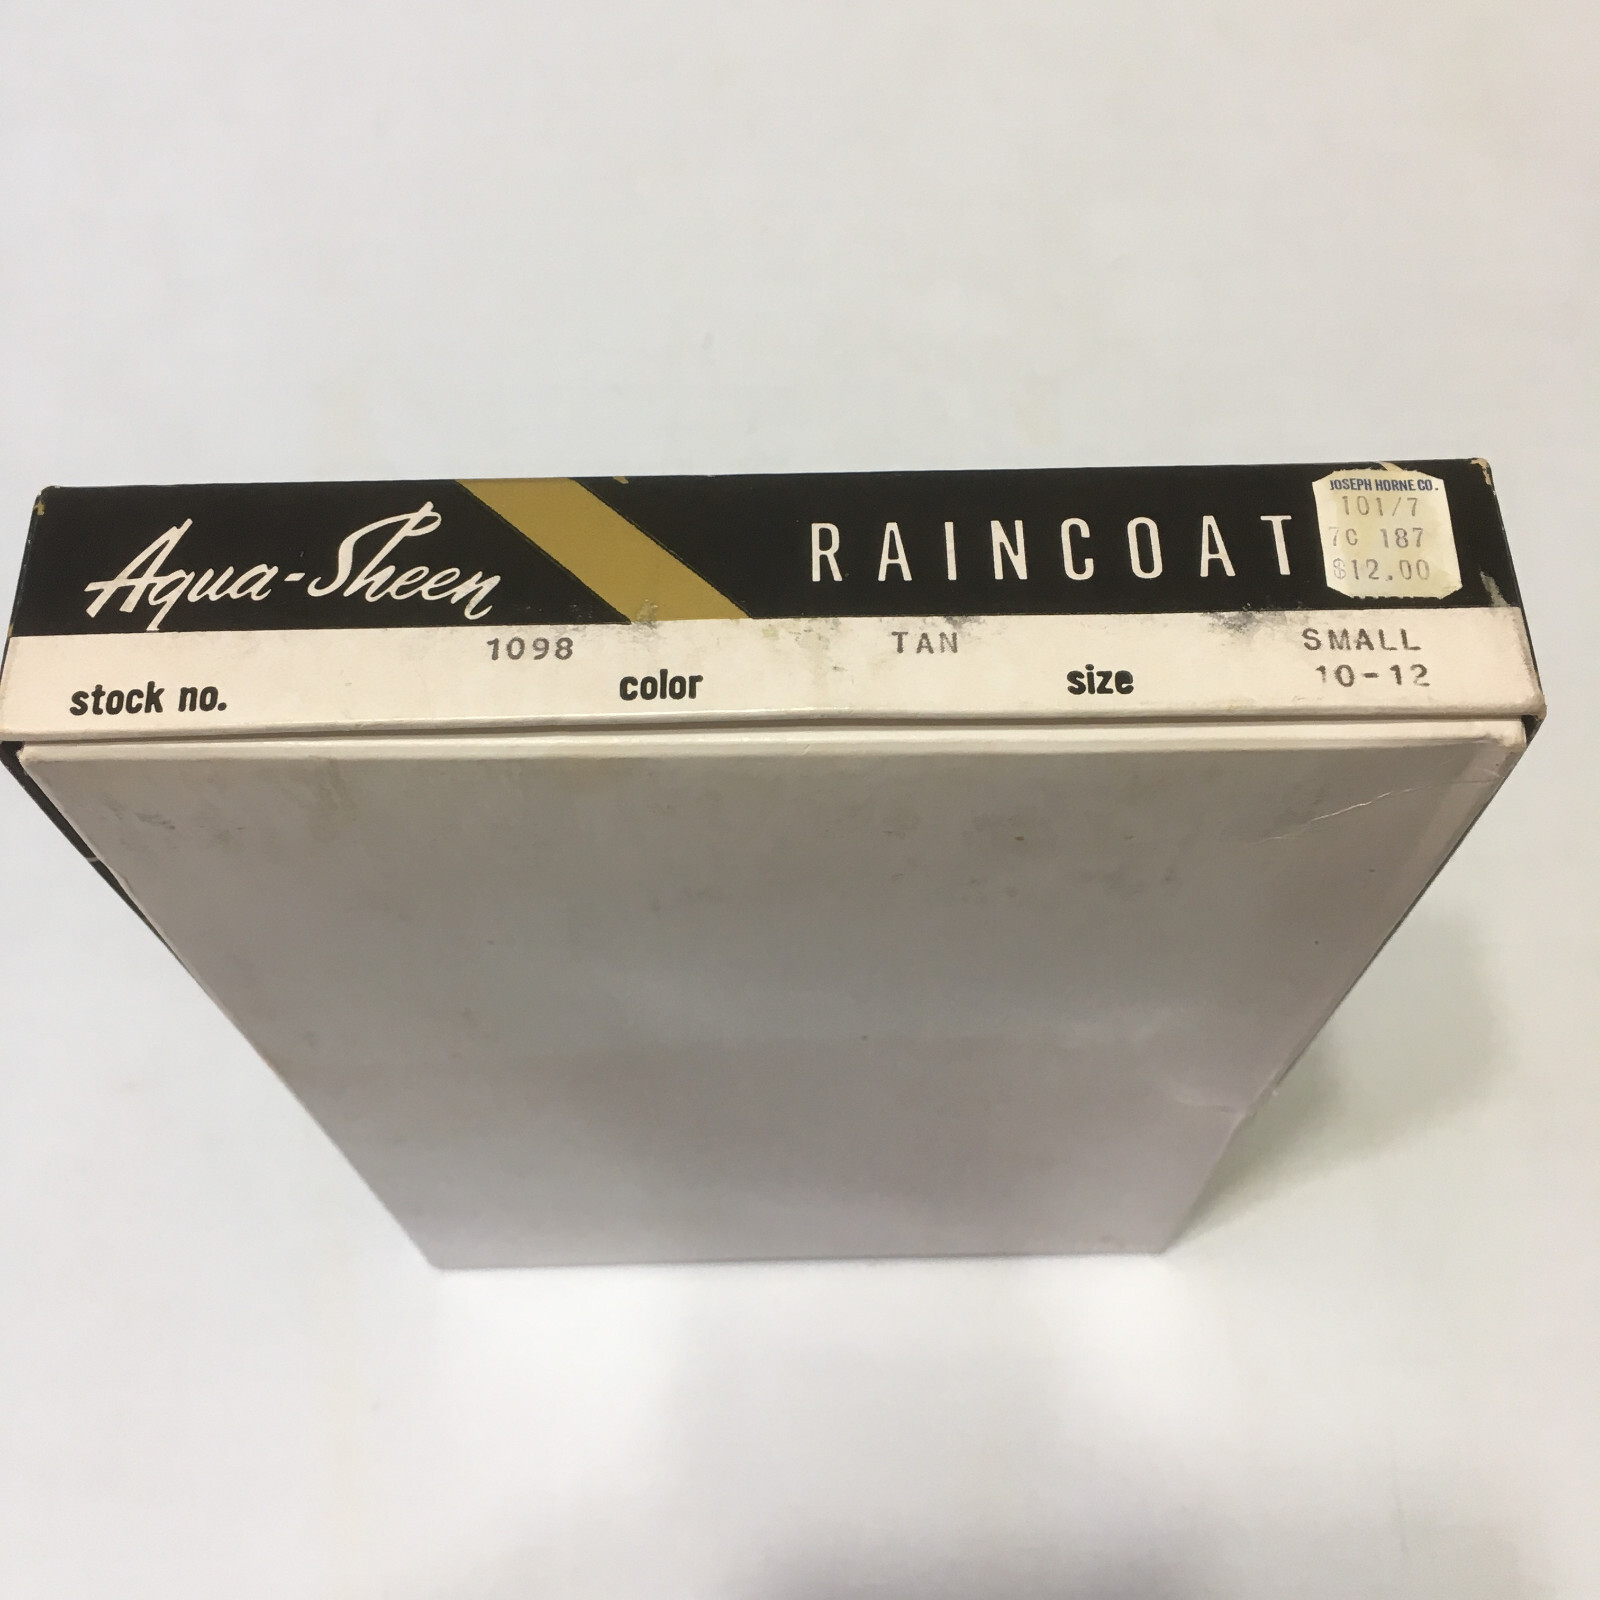 Aqua-Sheen
RAINCOAT
JOSEPH HORNE CO.
101/7
7C 187
$12.00
stock no. 1098
color TAN
size SMALL
10-12